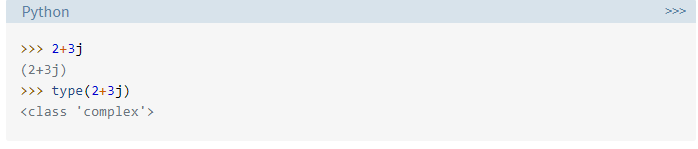 Python >>>
>>> 2+3j
(2+3j)
>>> type(2+3j)
<class 'complex'>